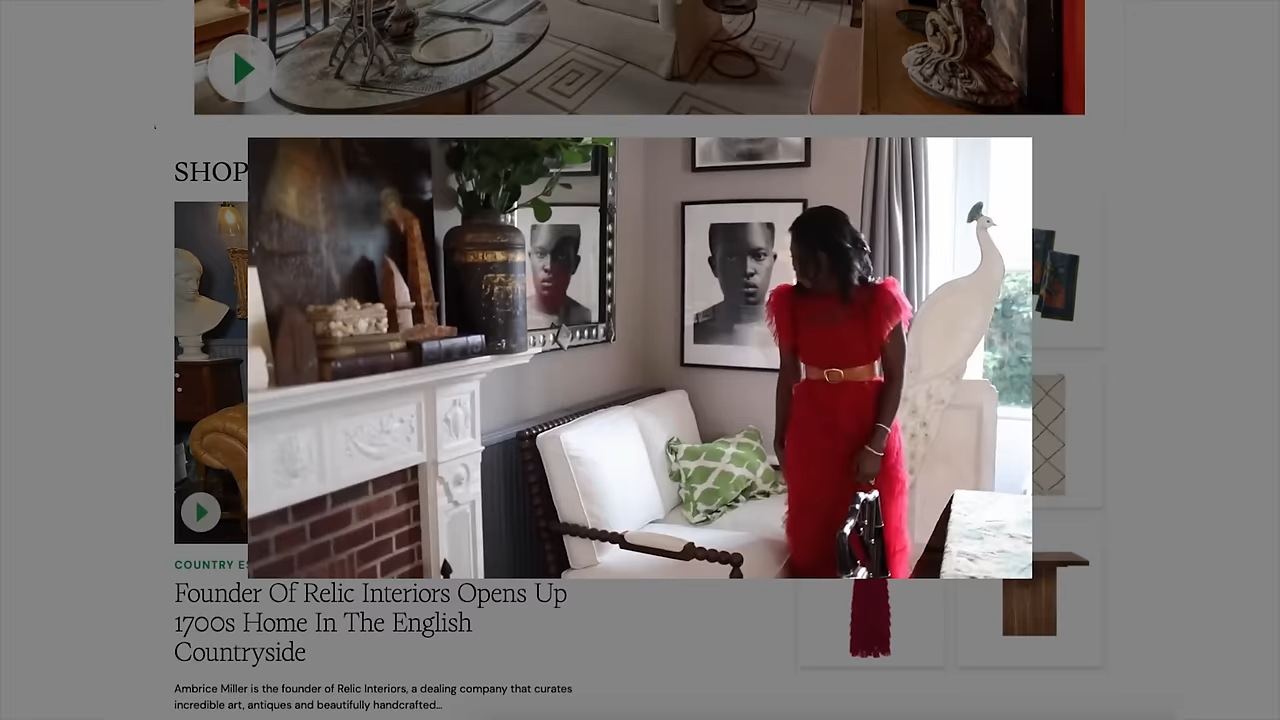 SHOP
COUNTRY ES
Founder Of Relic Interiors Opens Up
1700s Home In The English
Countryside
Ambrice Miller is the founder of Relic Interiors, a dealing company that curates
incredible art, antiques and beautifully handcrafted...